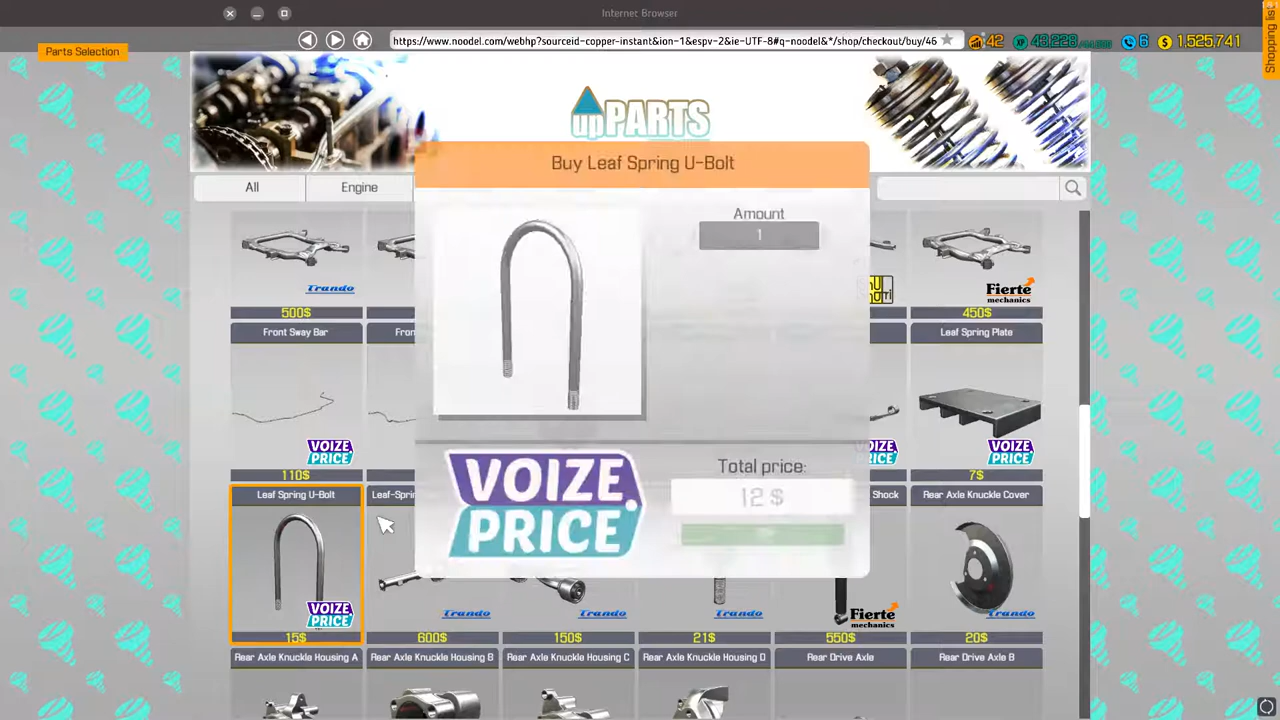 Internet Browser
Shopping list
Parts Selection
https://www.noodel.com/webhp?sourceid-copper-instant&ion-1&espv-2&ie-UTF-8#q-noodel&*/shop/checkout/buy/46
42
43,228
6
$ 1,525,741
upPARTS
Buy Leaf Spring U-Bolt
All
Engine
Amount
1
Trando
Fierte
mechanics
500$
450$
Front Sway Bar
Leaf Spring Plate
VOIZE
PRICE
VOIZE
PRICE
110$
7$
VOIZE.
PRICE
Total price:
12 $
Leaf Spring U-Bolt
Shock
Rear Axle Knuckle Cover
VOIZE
PRICE
Trando
Trando
Trando
Fierte
mechanics
Trando
15$
600$
150$
21$
550$
20$
Rear Axle Knuckle Housing A
Rear Axle Knuckle Housing B
Rear Axle Knuckle Housing C
Rear Axle Knuckle Housing D
Rear Drive Axle
Rear Drive Axle B